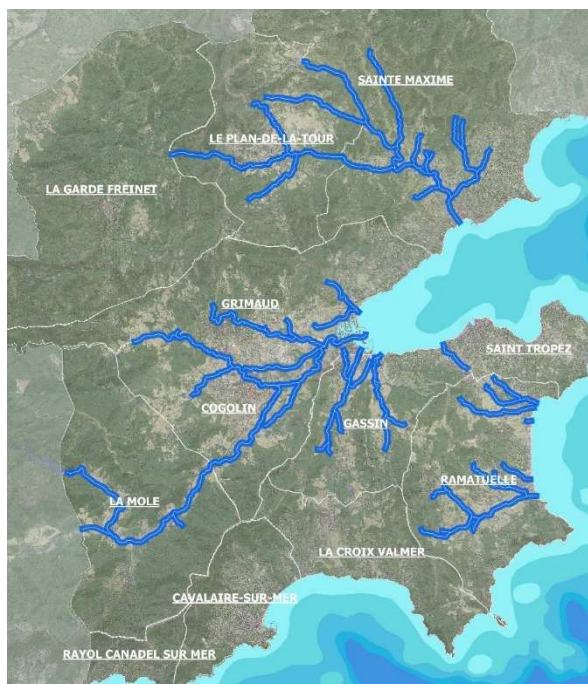 SAINTE MAXIME
LE PLAN-DE-LA-TOUR
LA GARDE FREINET
GRIMAUD
SAINT TROPEZ
COGOLIN
GASSIN
RAMATUELLE
LA MOLE
LA CROIX VALMER
CAVALAIRE-SUR-MER
RAYOL CANADEL SUR MER